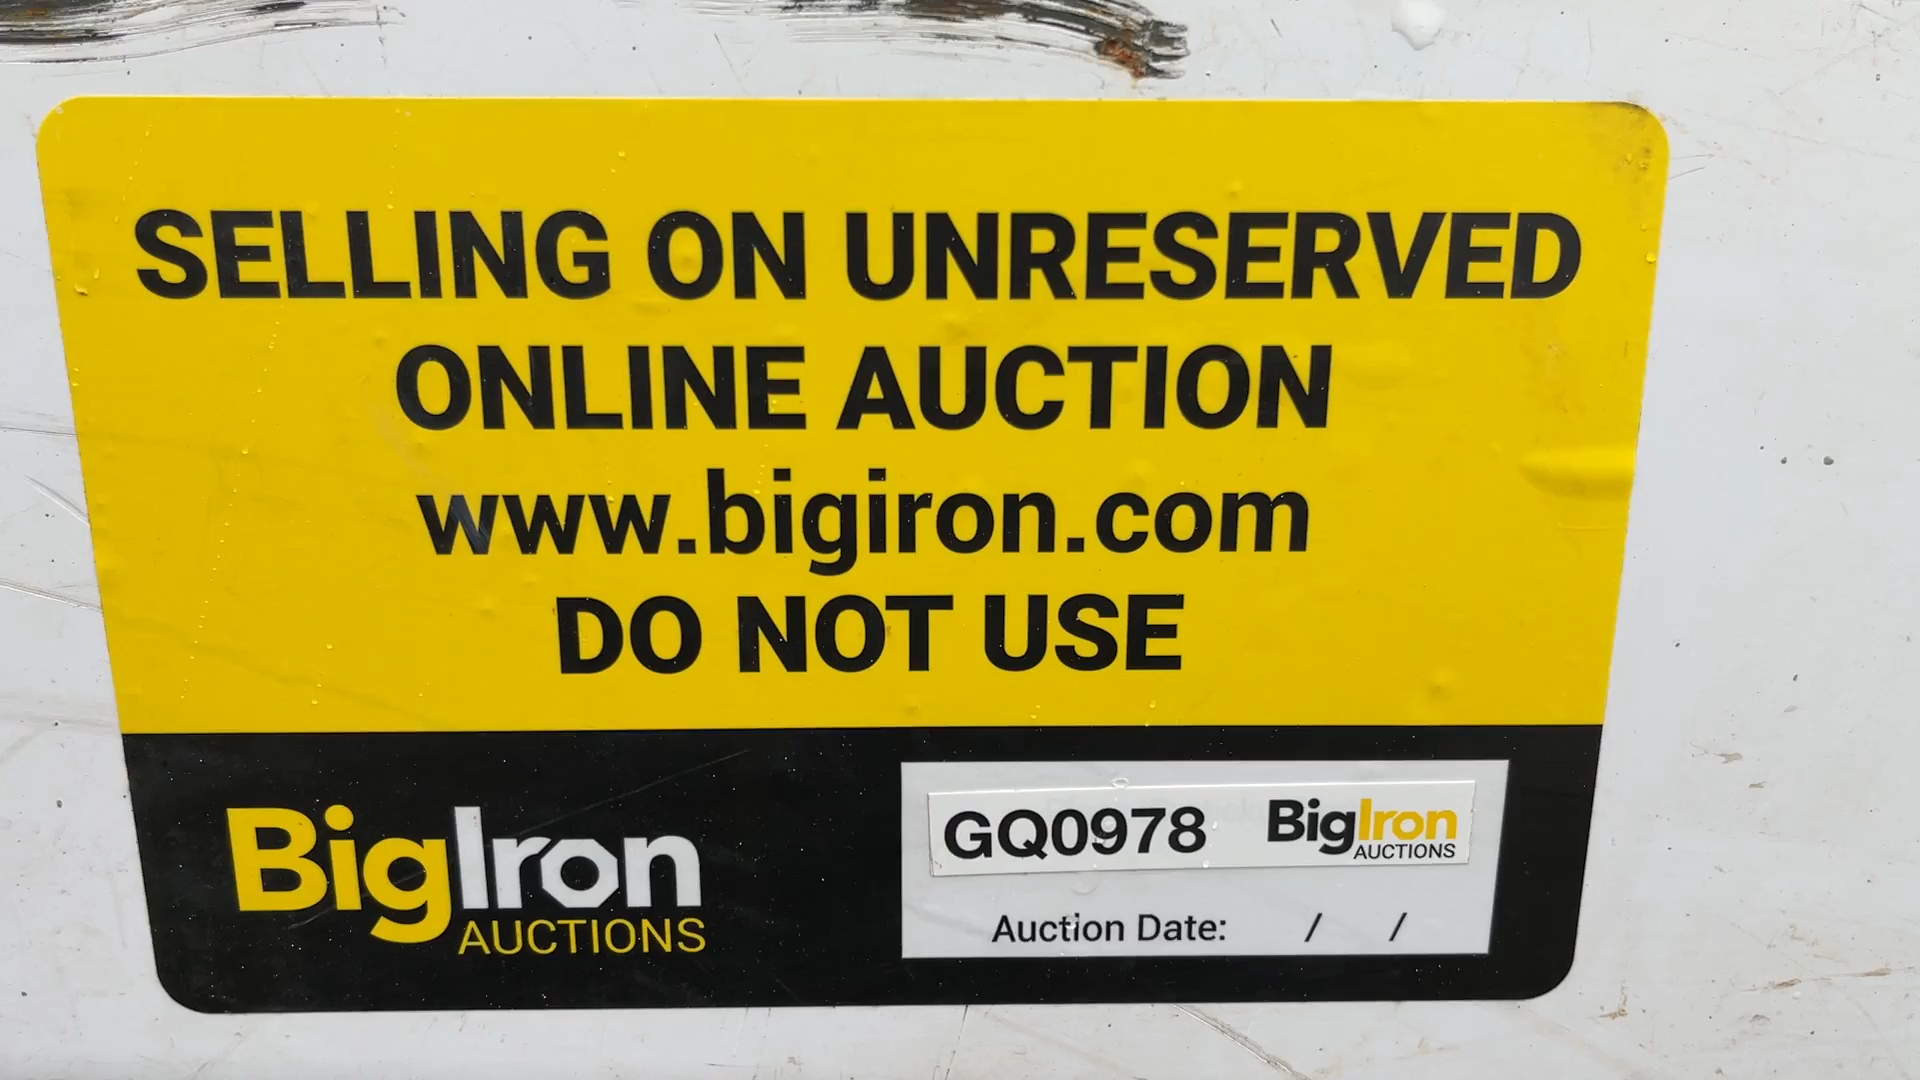 SELLING ON UNRESERVED
ONLINE AUCTION
www.bigiron.com
DO NOT USE
BigIron
AUCTIONS
GQ0978 BigIron
AUCTIONS
Auction Date: / /